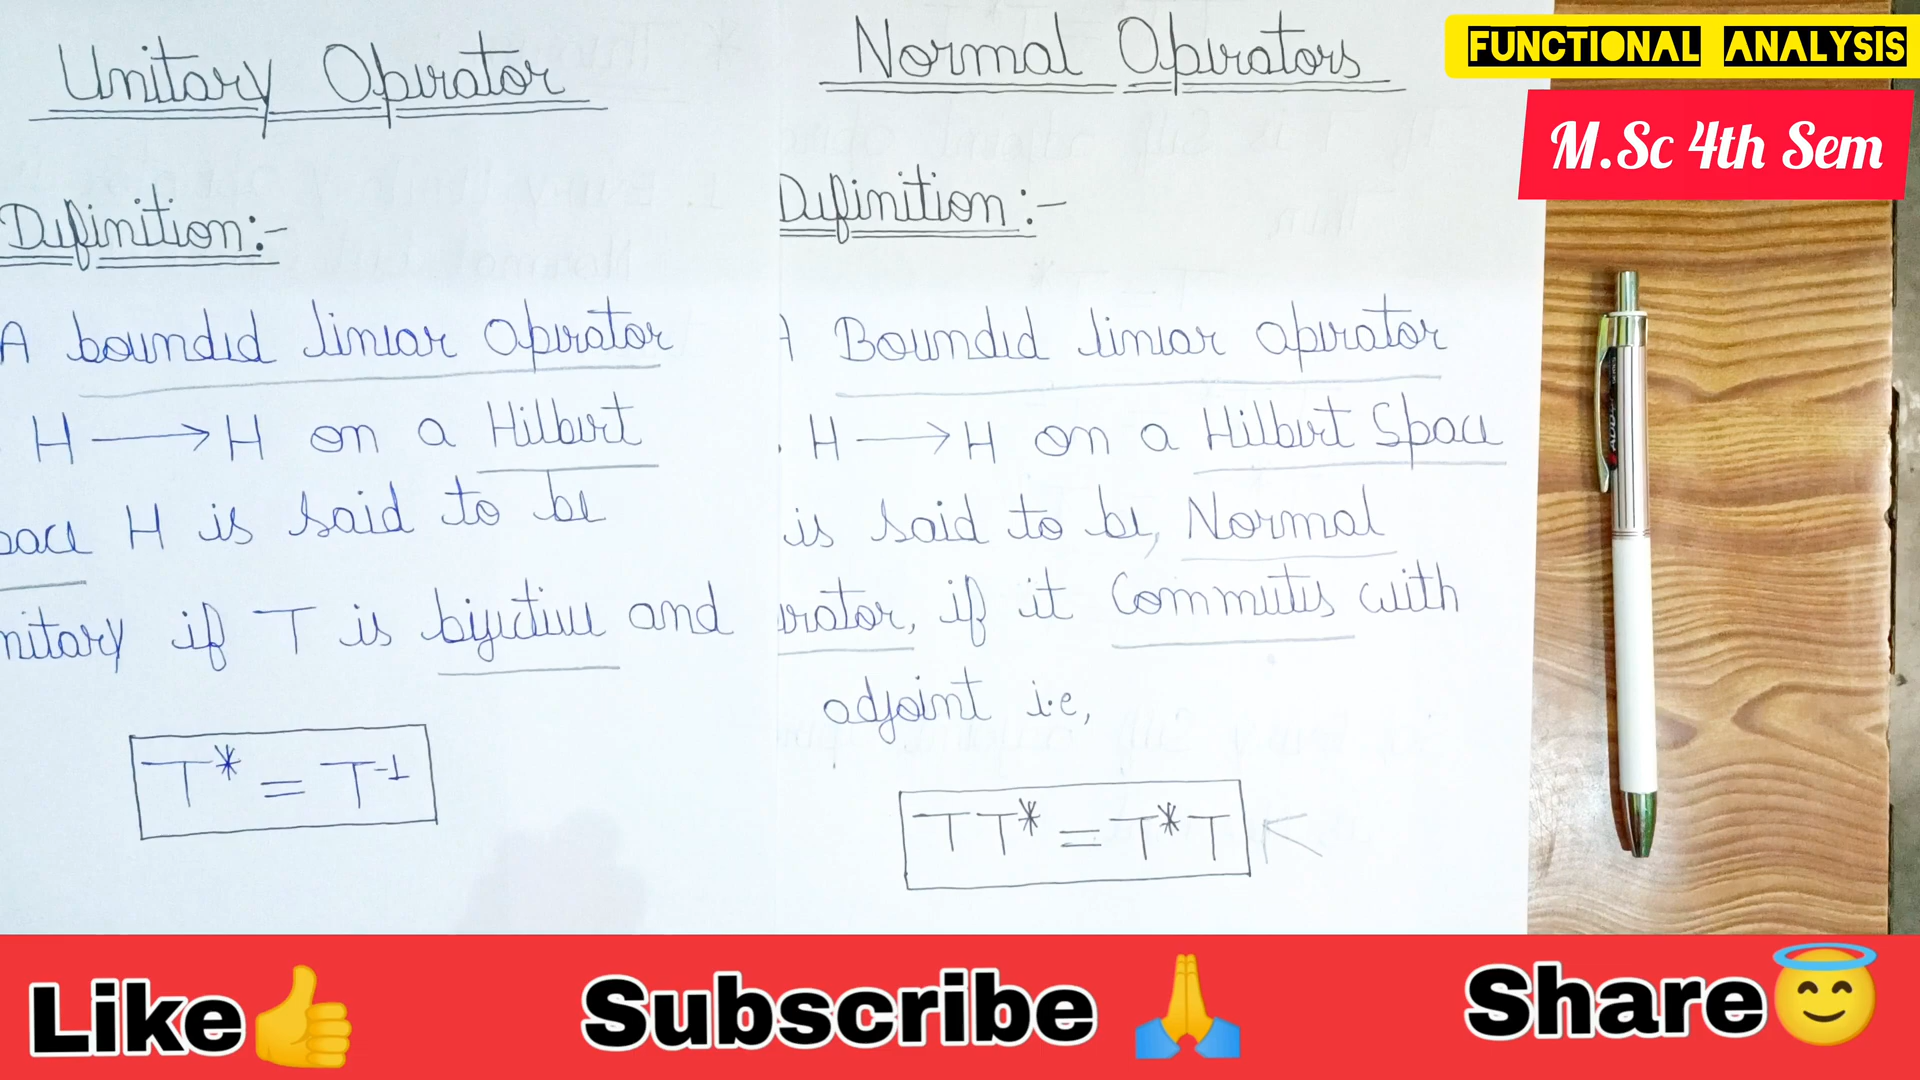 Unitary Operator
Definition:-
A bounded linear operator
H → H on a Hilbert
pace H is said to be
nitary if T is bijective and
T* = T-1
Normal Operators
Definition:-
A Bounded linear operator
. H → H on a Hilbert Space
is said to be, Normal
erator, if it Commutes with
adjoint i.e,
TT* = T*T
FUNCTIONAL ANALYSIS
M.Sc 4th Sem
Like👍 Subscribe 🙏 Share😇